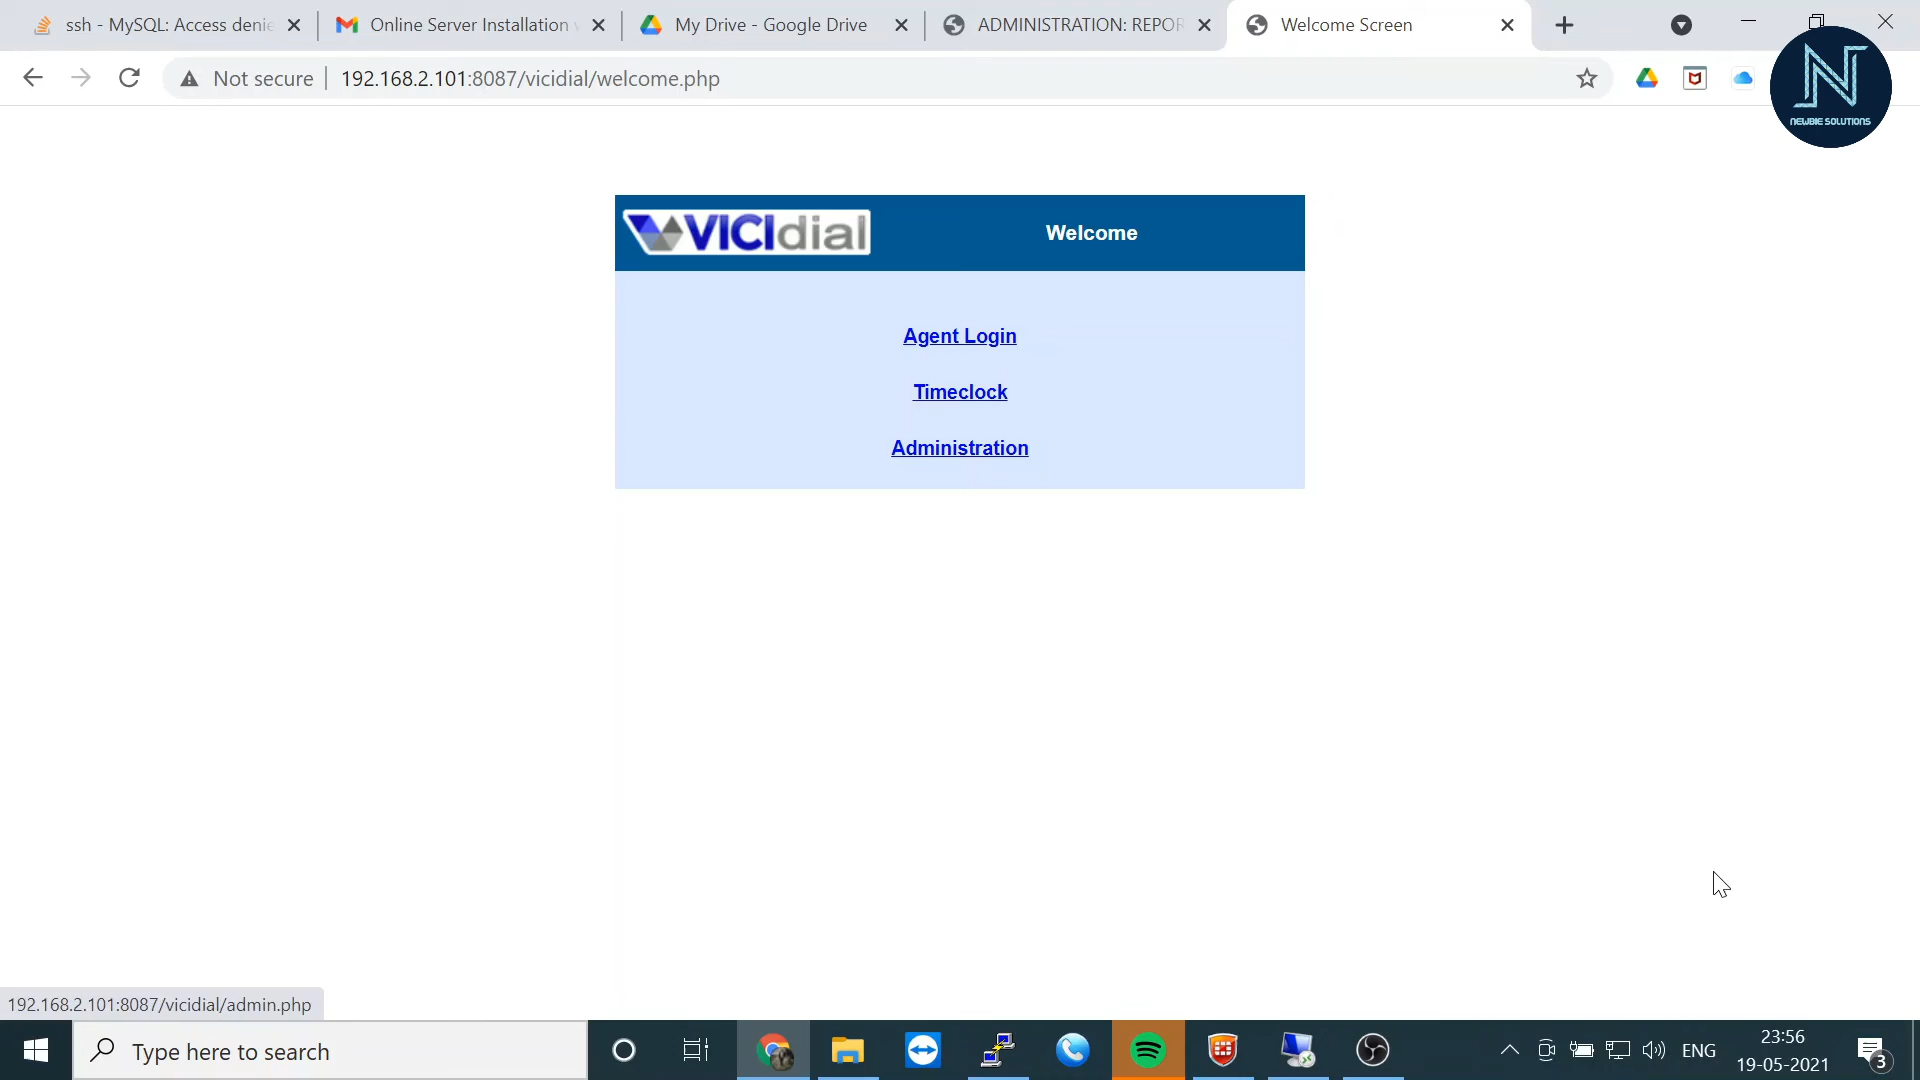 ssh - MySQL: Access denie
Online Server Installation
My Drive - Google Drive
ADMINISTRATION: REPOR
Welcome Screen
Not secure
192.168.2.101:8087/vicidial/welcome.php
NEWBIE SOLUTIONS
VICIdial
Welcome
Agent Login
Timeclock
Administration
192.168.2.101:8087/vicidial/admin.php
Type here to search
ENG
23:56
19-05-2021
3